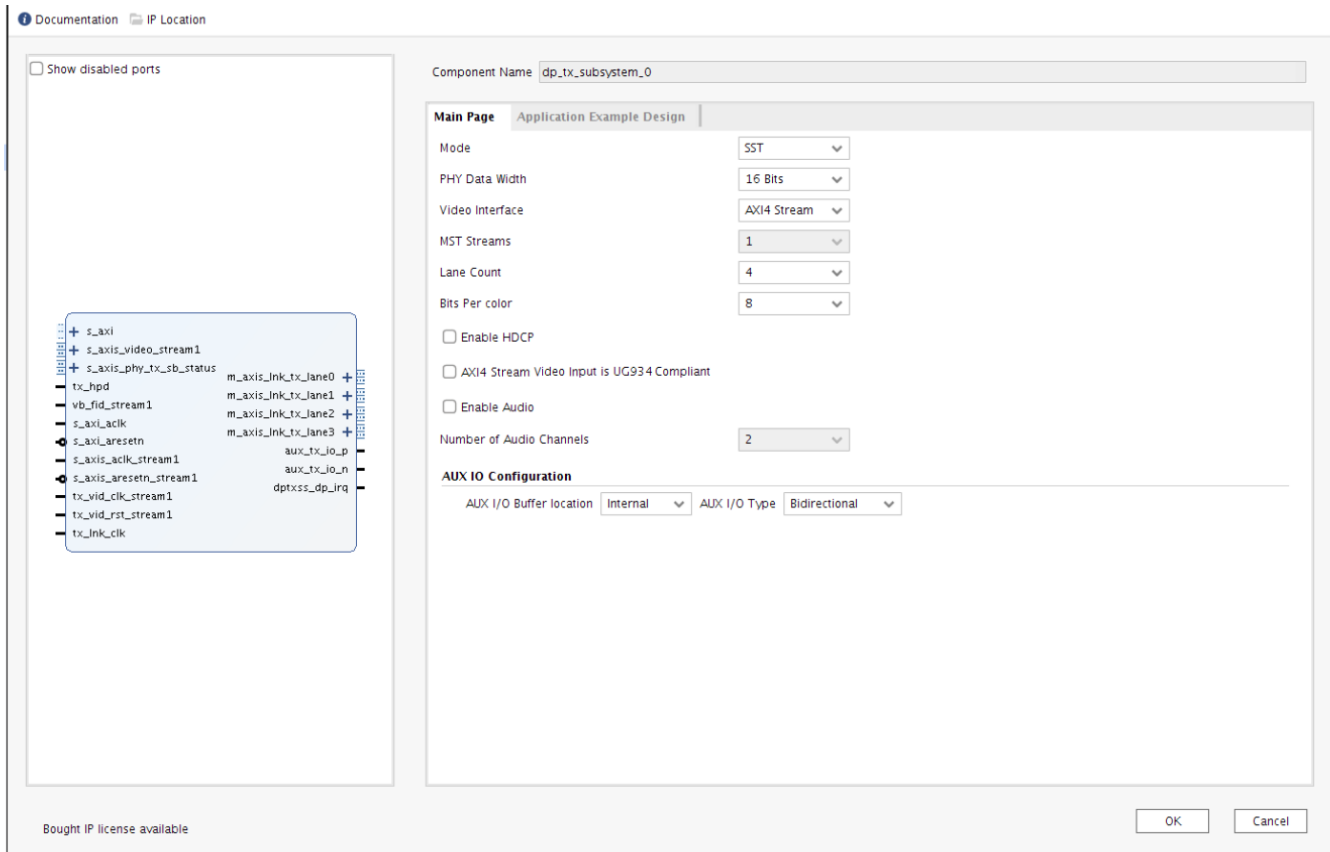 Documentation IP Location
Show disabled ports
s_axi
s_axis_video_stream1
s_axis_phy_tx_sb_status
tx_hpd
vb_fid_stream1
s_axi_aclk
s_axi_aresetn
s_axis_aclk_stream1
s_axis_aresetn_stream1
tx_vid_clk_stream1
tx_vid_rst_stream1
tx_lnk_clk
m_axis_lnk_tx_lane0
m_axis_lnk_tx_lane1
m_axis_lnk_tx_lane2
m_axis_lnk_tx_lane3
aux_tx_io_p
aux_tx_io_n
dptxss_dp_irq
Component Name dp_tx_subsystem_0
Main Page Application Example Design
Mode SST
PHY Data Width 16 Bits
Video Interface AXI4 Stream
MST Streams 1
Lane Count 4
Bits Per color 8
Enable HDCP
AXI4 Stream Video Input is UG934 Compliant
Enable Audio
Number of Audio Channels 2
AUX IO Configuration
AUX I/O Buffer location Internal AUX I/O Type Bidirectional
Bought IP license available
OK Cancel